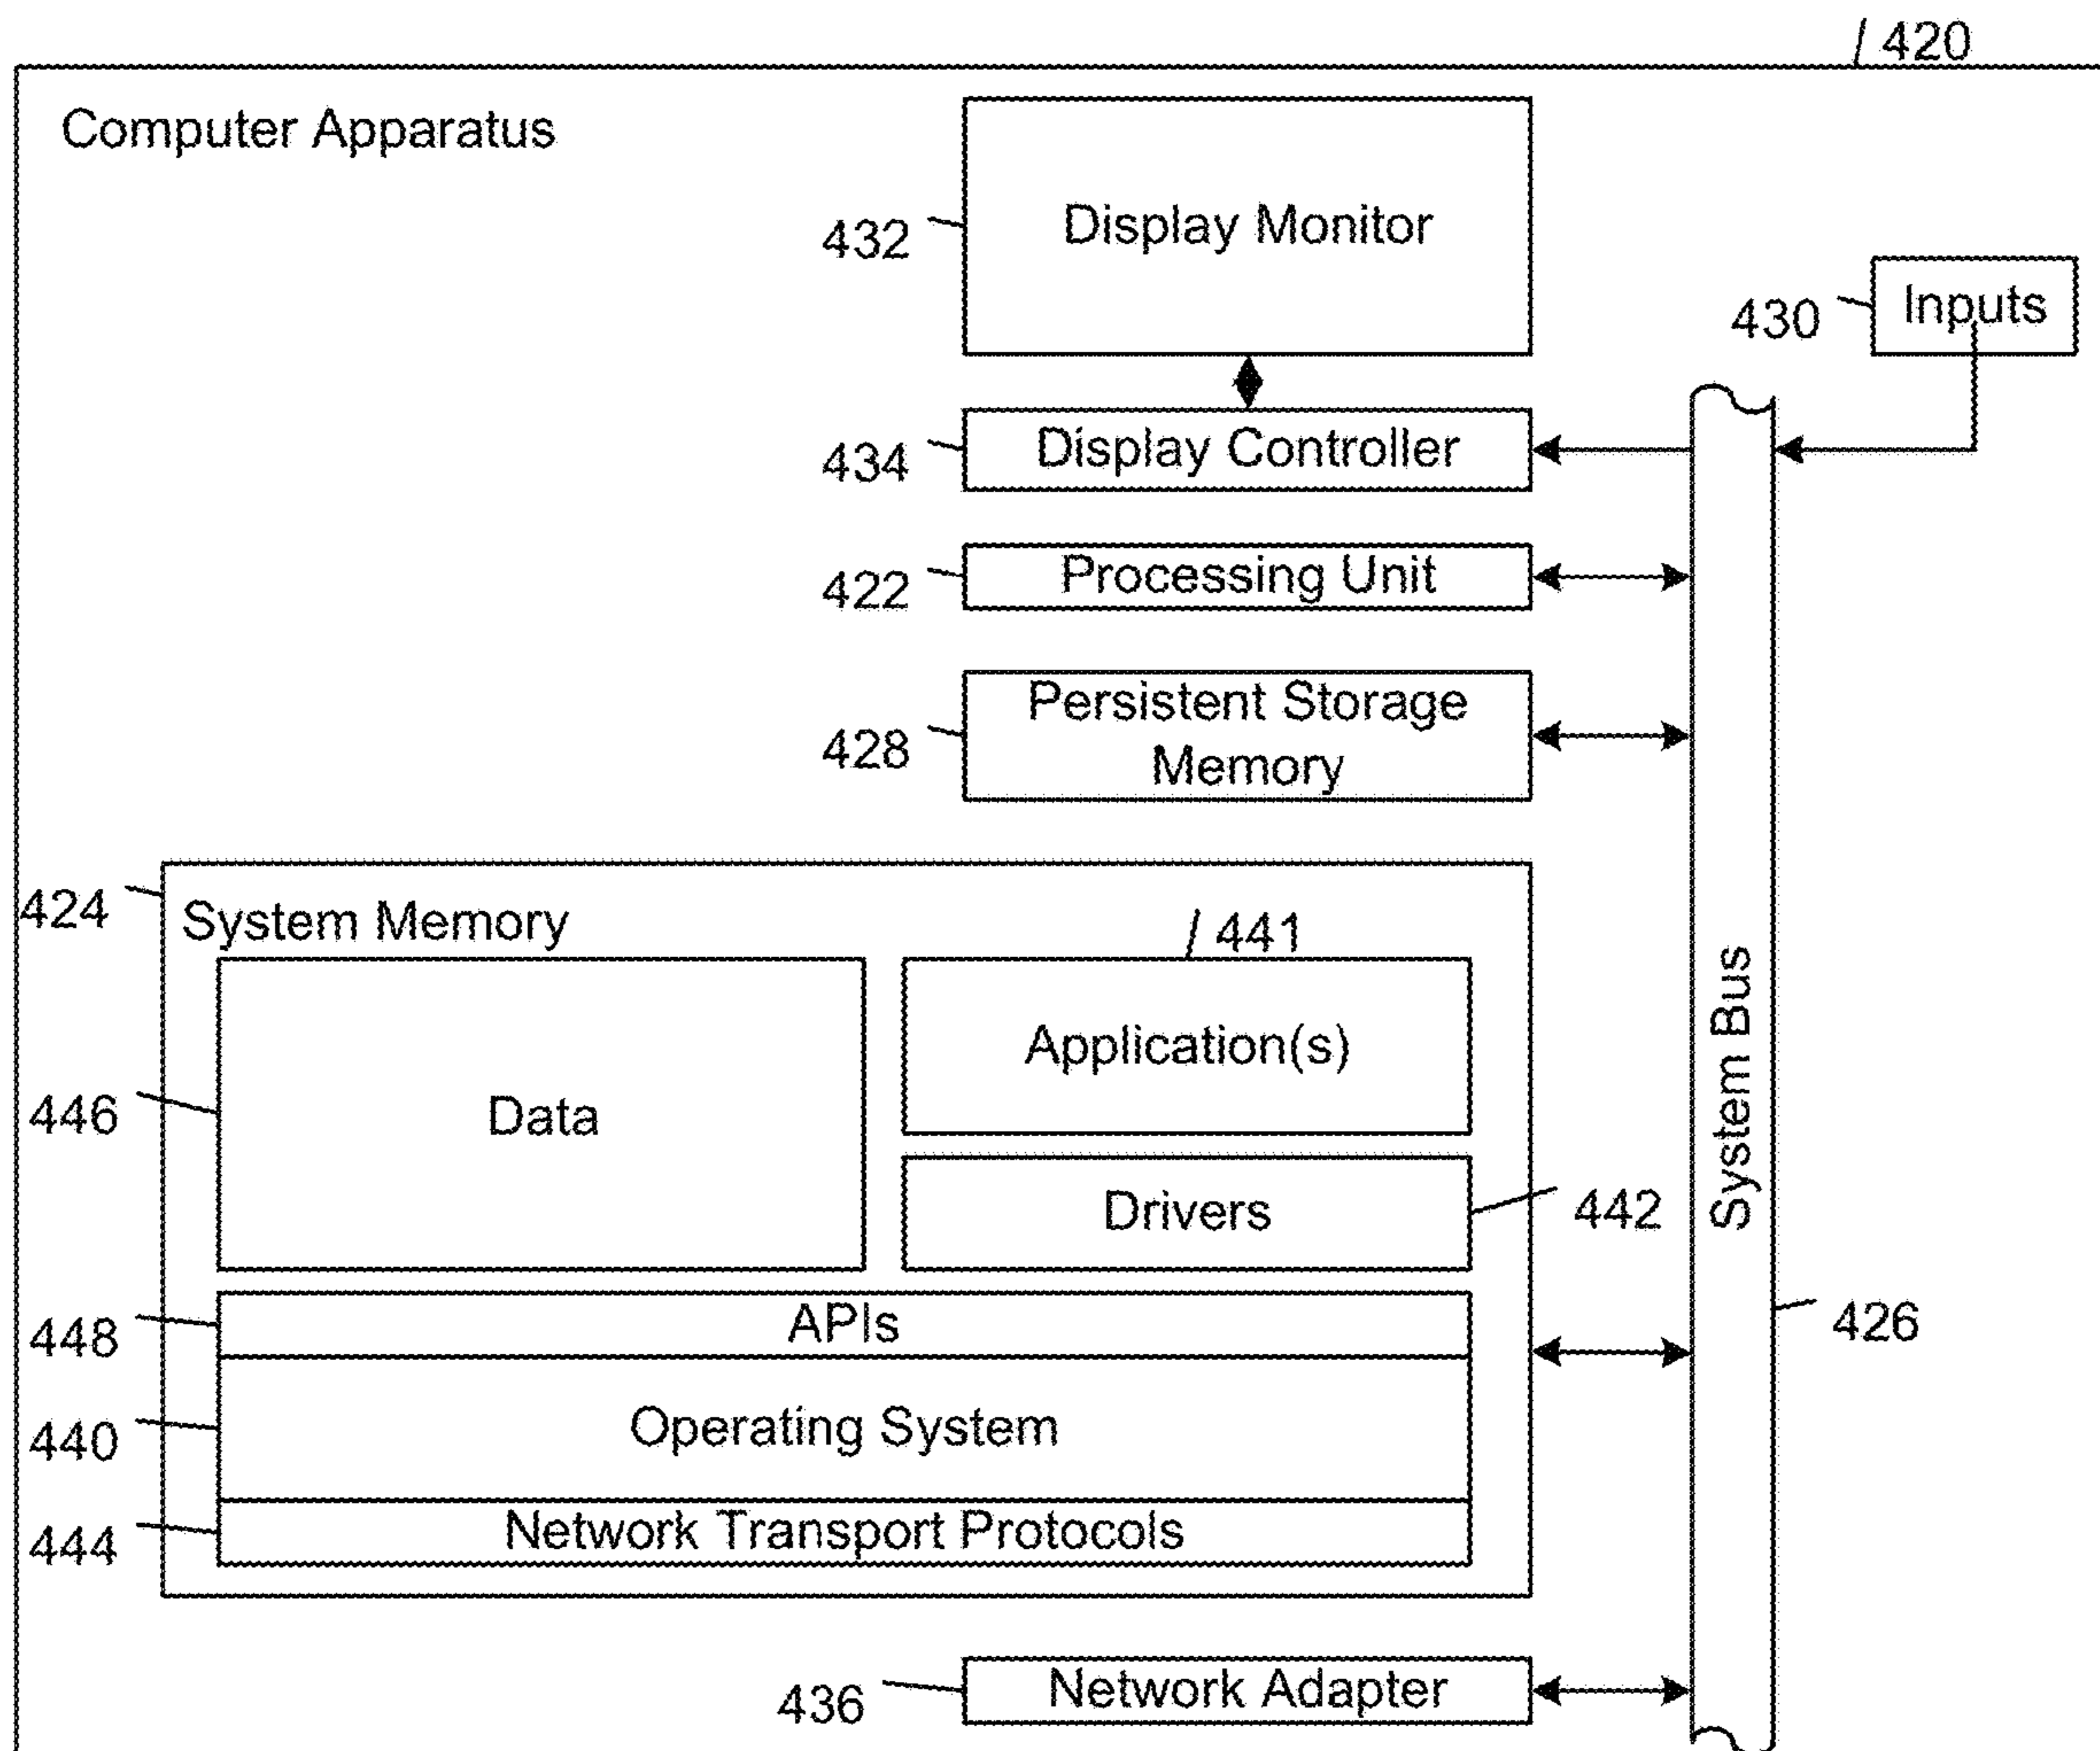 420
Computer Apparatus
Display Monitor
432
Inputs
430
Display Controller
434
Processing Unit
422
Persistent Storage
Memory
428
424
System Memory
441
Application(s)
Data
446
Drivers
442
System Bus
426
APIs
448
Operating System
440
Network Transport Protocols
444
Network Adapter
436